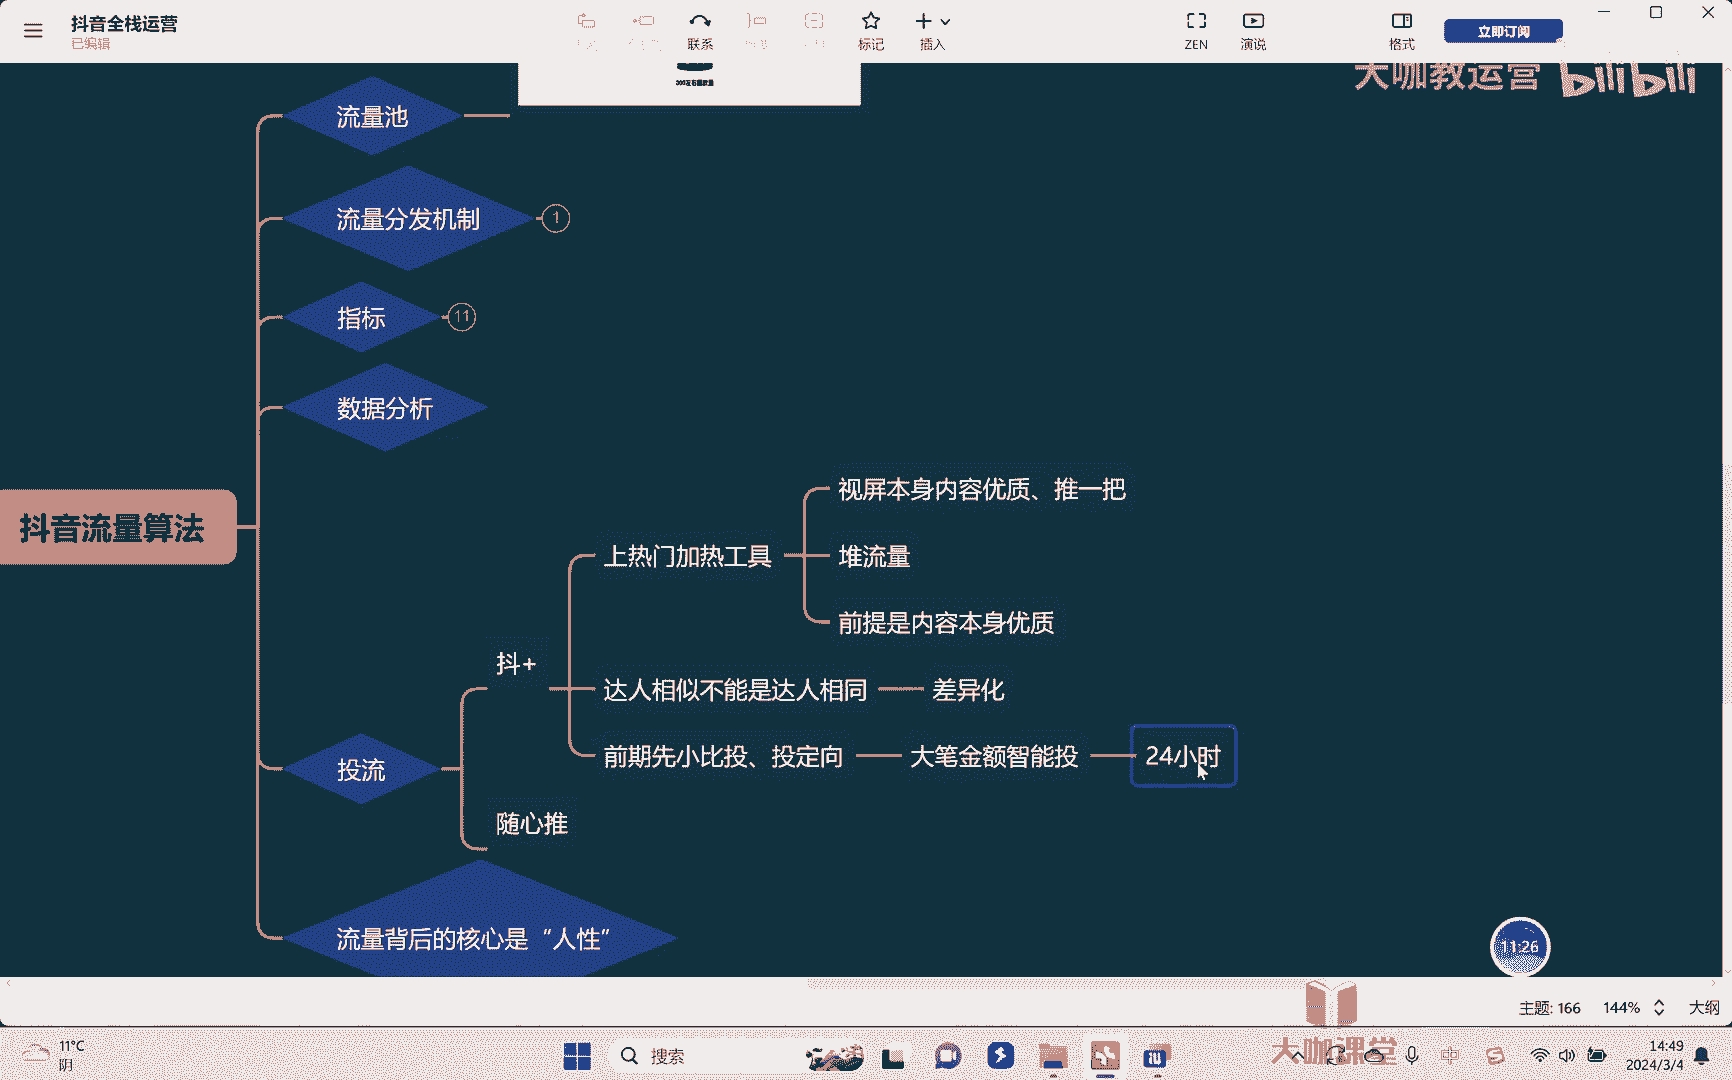 抖音全栈运营
已编辑
联系
标记
插入
ZEN
演说
格式
立即订阅
大咖教运营 bilibili
300左右播放量
流量池
流量分发机制
1
指标
11
数据分析
视屏本身内容优质、推一把
抖音流量算法
上热门加热工具
堆流量
前提是内容本身优质
抖+
达人相似不能是达人相同
差异化
前期先小比投、投定向
大笔金额智能投
24小时
投流
随心推
流量背后的核心是“人性”
11:26
主题: 166
144%
大纲
11°C
阴
搜索
大咖课堂
中
14:49
2024/3/4